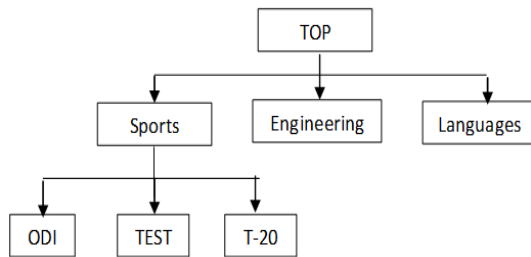 TOP
Sports
Engineering
Languages
ODI
TEST
T-20